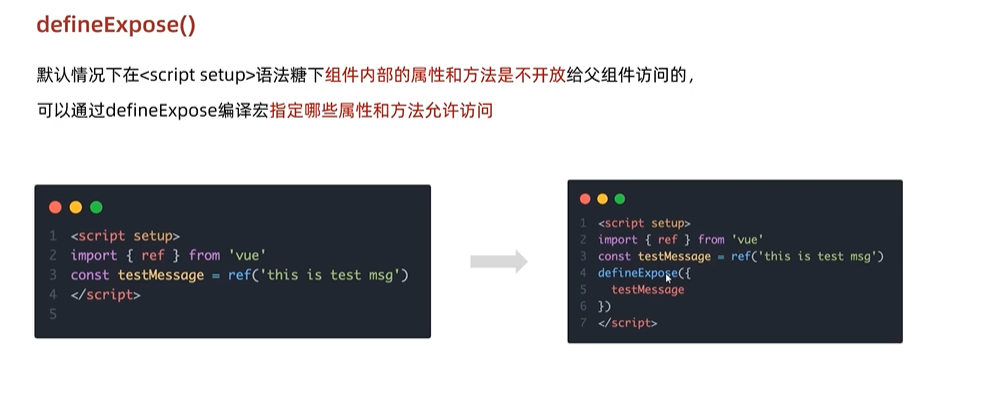 defineExpose()
默认情况下在<script setup>语法糖下组件内部的属性和方法是不开放给父组件访问的，
可以通过defineExpose编译宏指定哪些属性和方法允许访问
1 <script setup>
2 import { ref } from 'vue'
3 const testMessage = ref('this is test msg')
4 </script>
5
1 <script setup>
2 import { ref } from 'vue'
3 const testMessage = ref('this is test msg')
4 defineExpose({
5 testMessage
6 })
7 </script>